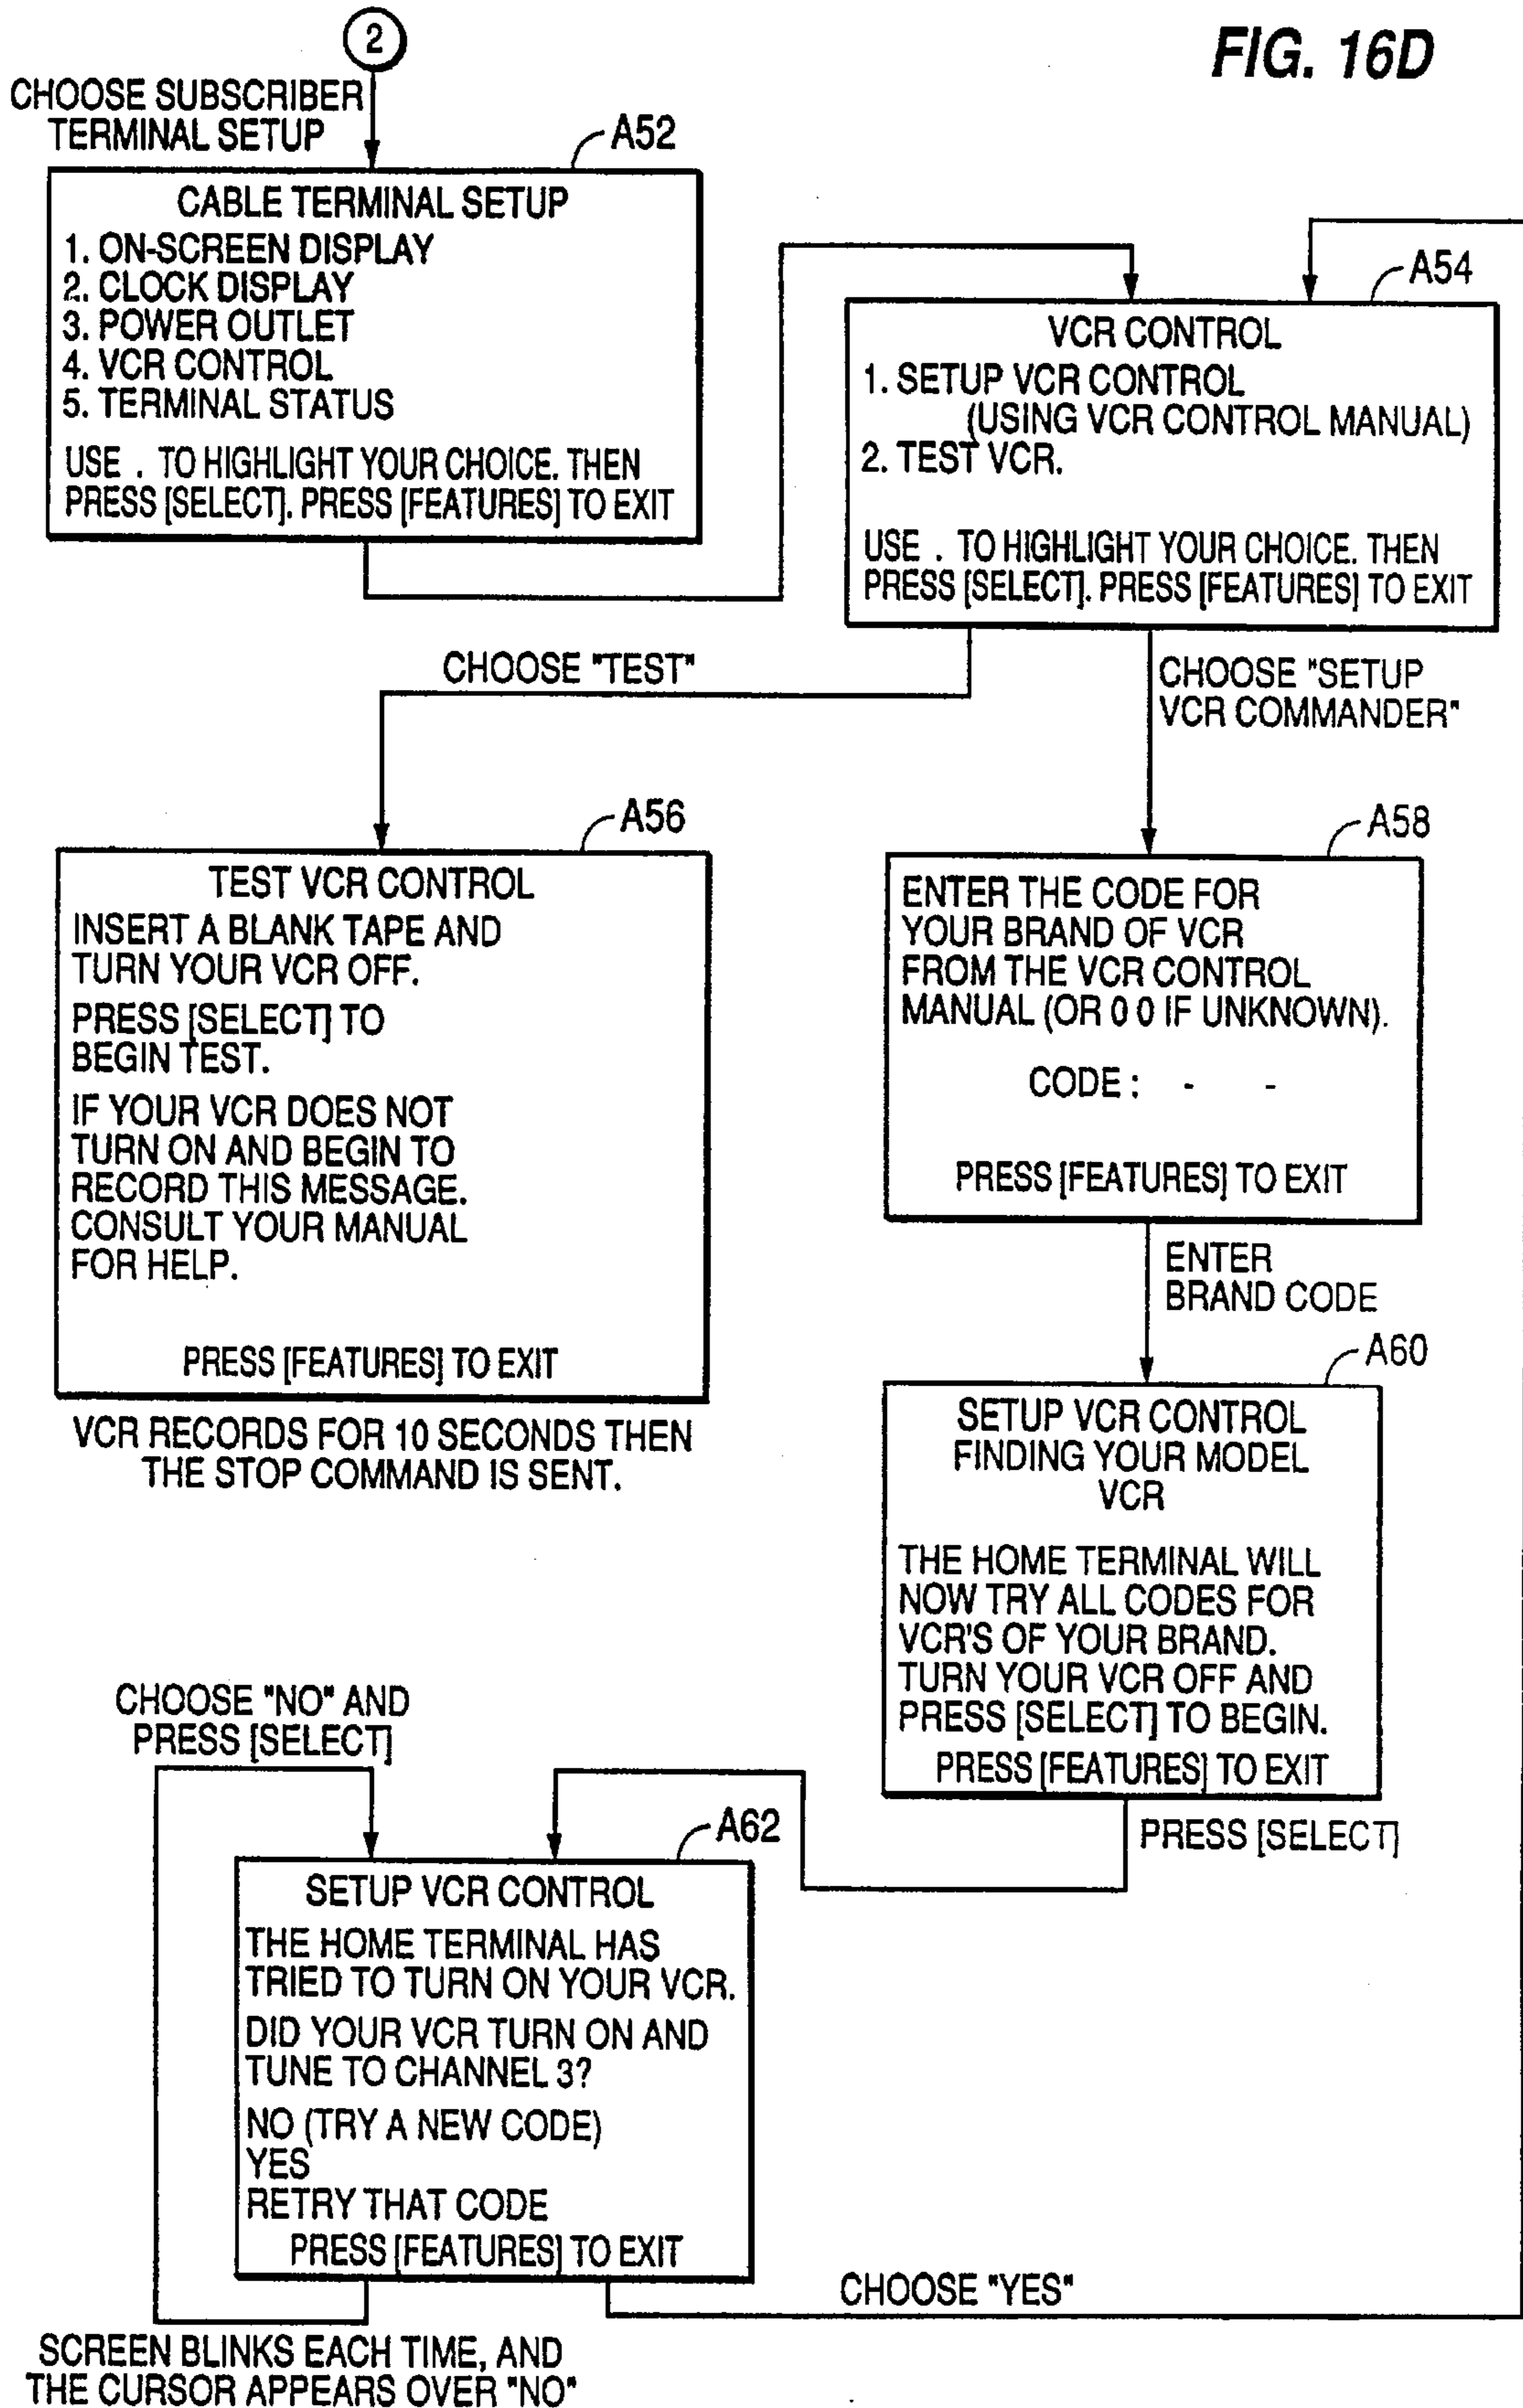 2
FIG. 16D
CHOOSE SUBSCRIBER
TERMINAL SETUP
A52
CABLE TERMINAL SETUP
1. ON-SCREEN DISPLAY
2. CLOCK DISPLAY
3. POWER OUTLET
4. VCR CONTROL
5. TERMINAL STATUS
USE . TO HIGHLIGHT YOUR CHOICE. THEN
PRESS [SELECT]. PRESS [FEATURES] TO EXIT
A54
VCR CONTROL
1. SETUP VCR CONTROL
(USING VCR CONTROL MANUAL)
2. TEST VCR.
USE . TO HIGHLIGHT YOUR CHOICE. THEN
PRESS [SELECT]. PRESS [FEATURES] TO EXIT
CHOOSE "TEST"
CHOOSE "SETUP
VCR COMMANDER"
A56
TEST VCR CONTROL
INSERT A BLANK TAPE AND
TURN YOUR VCR OFF.
PRESS [SELECT] TO
BEGIN TEST.
IF YOUR VCR DOES NOT
TURN ON AND BEGIN TO
RECORD THIS MESSAGE.
CONSULT YOUR MANUAL
FOR HELP.
PRESS [FEATURES] TO EXIT
VCR RECORDS FOR 10 SECONDS THEN
THE STOP COMMAND IS SENT.
A58
ENTER THE CODE FOR
YOUR BRAND OF VCR
FROM THE VCR CONTROL
MANUAL (OR 0 0 IF UNKNOWN).
CODE : - -
PRESS [FEATURES] TO EXIT
ENTER
BRAND CODE
A60
SETUP VCR CONTROL
FINDING YOUR MODEL
VCR
THE HOME TERMINAL WILL
NOW TRY ALL CODES FOR
VCR'S OF YOUR BRAND.
TURN YOUR VCR OFF AND
PRESS [SELECT] TO BEGIN.
PRESS [FEATURES] TO EXIT
PRESS [SELECT]
CHOOSE "NO" AND
PRESS [SELECT]
A62
SETUP VCR CONTROL
THE HOME TERMINAL HAS
TRIED TO TURN ON YOUR VCR.
DID YOUR VCR TURN ON AND
TUNE TO CHANNEL 3?
NO (TRY A NEW CODE)
YES
RETRY THAT CODE
PRESS [FEATURES] TO EXIT
CHOOSE "YES"
SCREEN BLINKS EACH TIME, AND
THE CURSOR APPEARS OVER "NO"